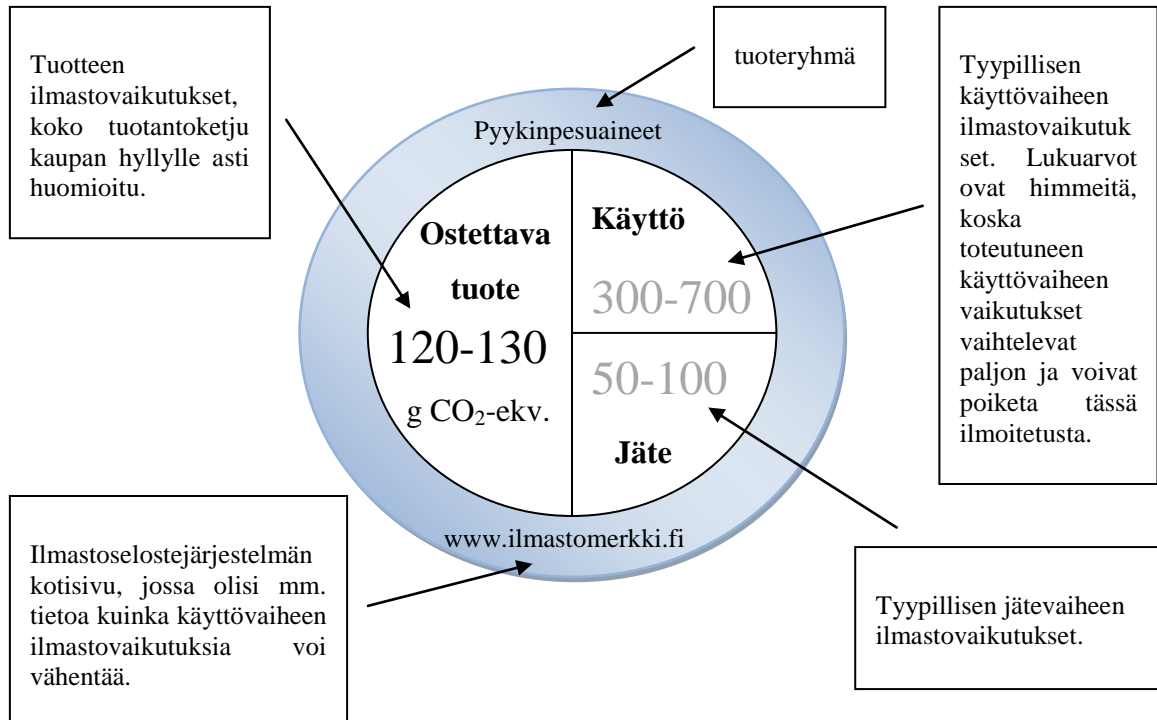 Tuotteen
ilmastovaikutukset,
koko tuotantoketju
kaupan hyllylle asti
huomioitu.
tuoteryhmä
Tyypillisen
käyttövaiheen
ilmastovaikutuk
set. Lukuarvot
ovat himmeitä,
koska
toteutuneen
käyttövaiheen
vaikutukset
vaihtelevat
paljon ja voivat
poiketa tässä
ilmoitetusta.
Pyykinpesuaineet
Ostettava
tuote
120-130
g CO₂-ekv.
Käyttö
300-700
50-100
Jäte
www.ilmastomerkki.fi
Ilmastoselostejärjestelmän
kotisivu, jossa olisi mm.
tietoa kuinka käyttövaiheen
ilmastovaikutuksia voi
vähentää.
Tyypillisen jätevaiheen
ilmastovaikutukset.